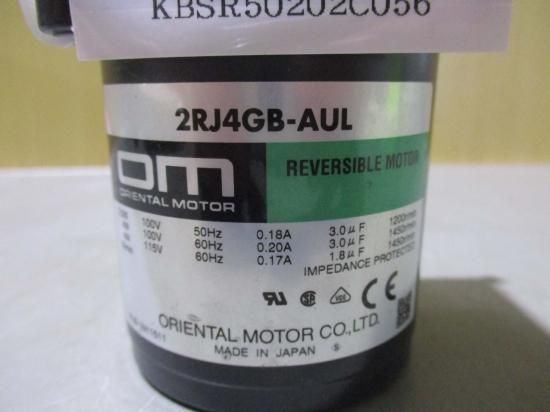 KBSR50202C056
2RJ4GB-AUL
OM
ORIENTAL MOTOR
REVERSIBLE MOTOR
100V 50Hz 0.18A 3.0μF 1200r/min
100V 60Hz 0.20A 3.0μF 1450r/min
115V 60Hz 0.17A 1.8μF 1450r/min
IMPEDANCE PROTECTED
VDE CE
ORIENTAL MOTOR CO., LTD.
MADE IN JAPAN S